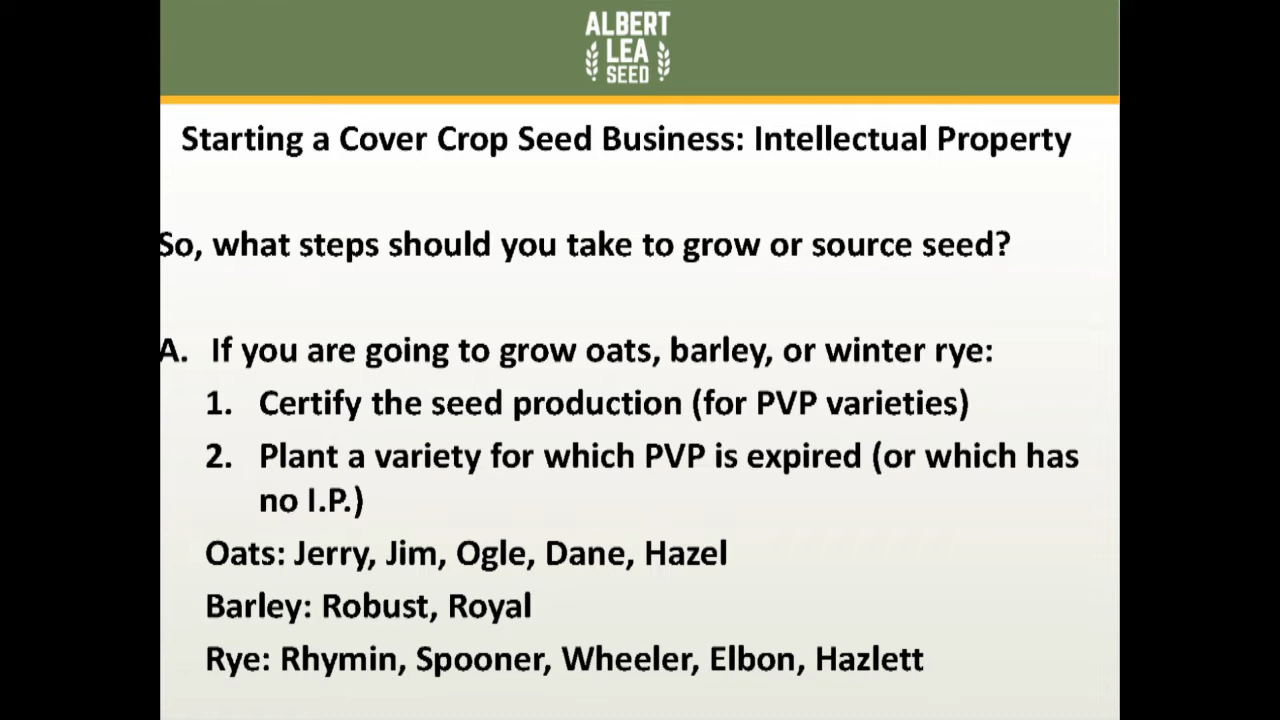 ALBERT
LEA
SEED
Starting a Cover Crop Seed Business: Intellectual Property
So, what steps should you take to grow or source seed?
A. If you are going to grow oats, barley, or winter rye:
1. Certify the seed production (for PVP varieties)
2. Plant a variety for which PVP is expired (or which has
no I.P.)
Oats: Jerry, Jim, Ogle, Dane, Hazel
Barley: Robust, Royal
Rye: Rhymin, Spooner, Wheeler, Elbon, Hazlett